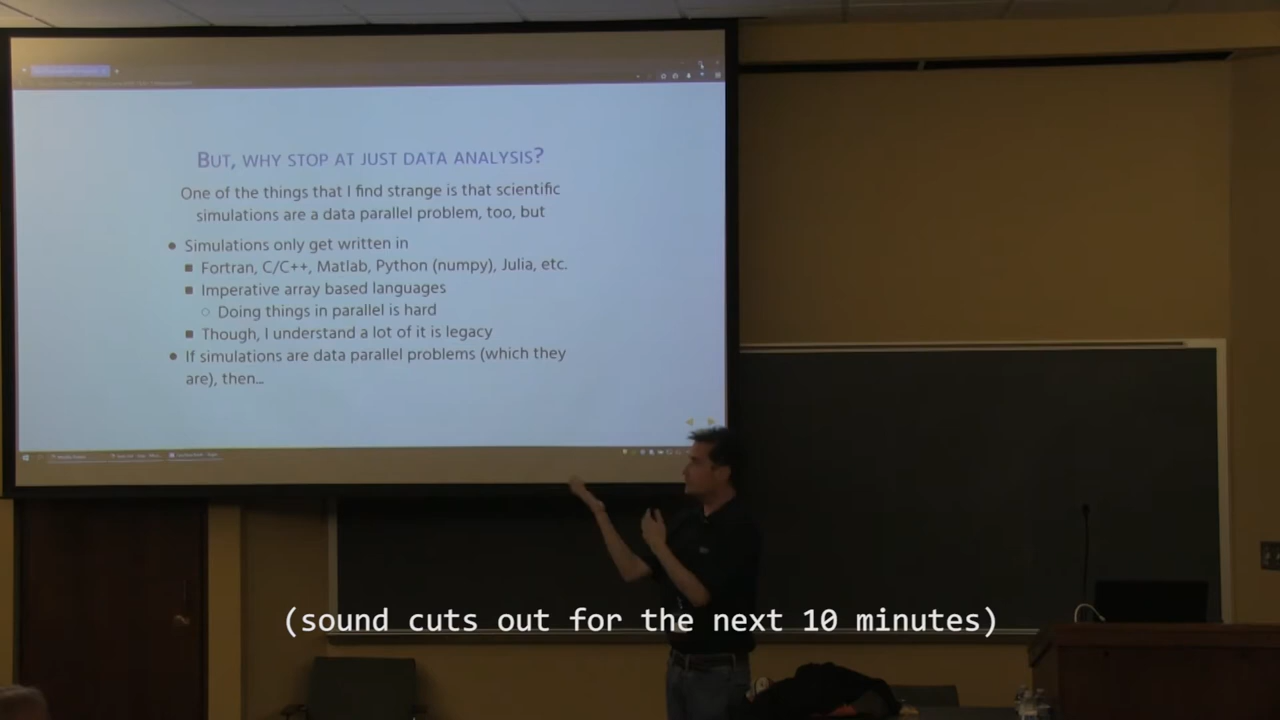 BUT, WHY STOP AT JUST DATA ANALYSIS?
One of the things that I find strange is that scientific
simulations are a data parallel problem, too, but
• Simulations only get written in
▪ Fortran, C/C++, Matlab, Python (numpy), Julia, etc.
▪ Imperative array based languages
○ Doing things in parallel is hard
▪ Though, I understand a lot of it is legacy
• If simulations are data parallel problems (which they
are), then...
(sound cuts out for the next 10 minutes)